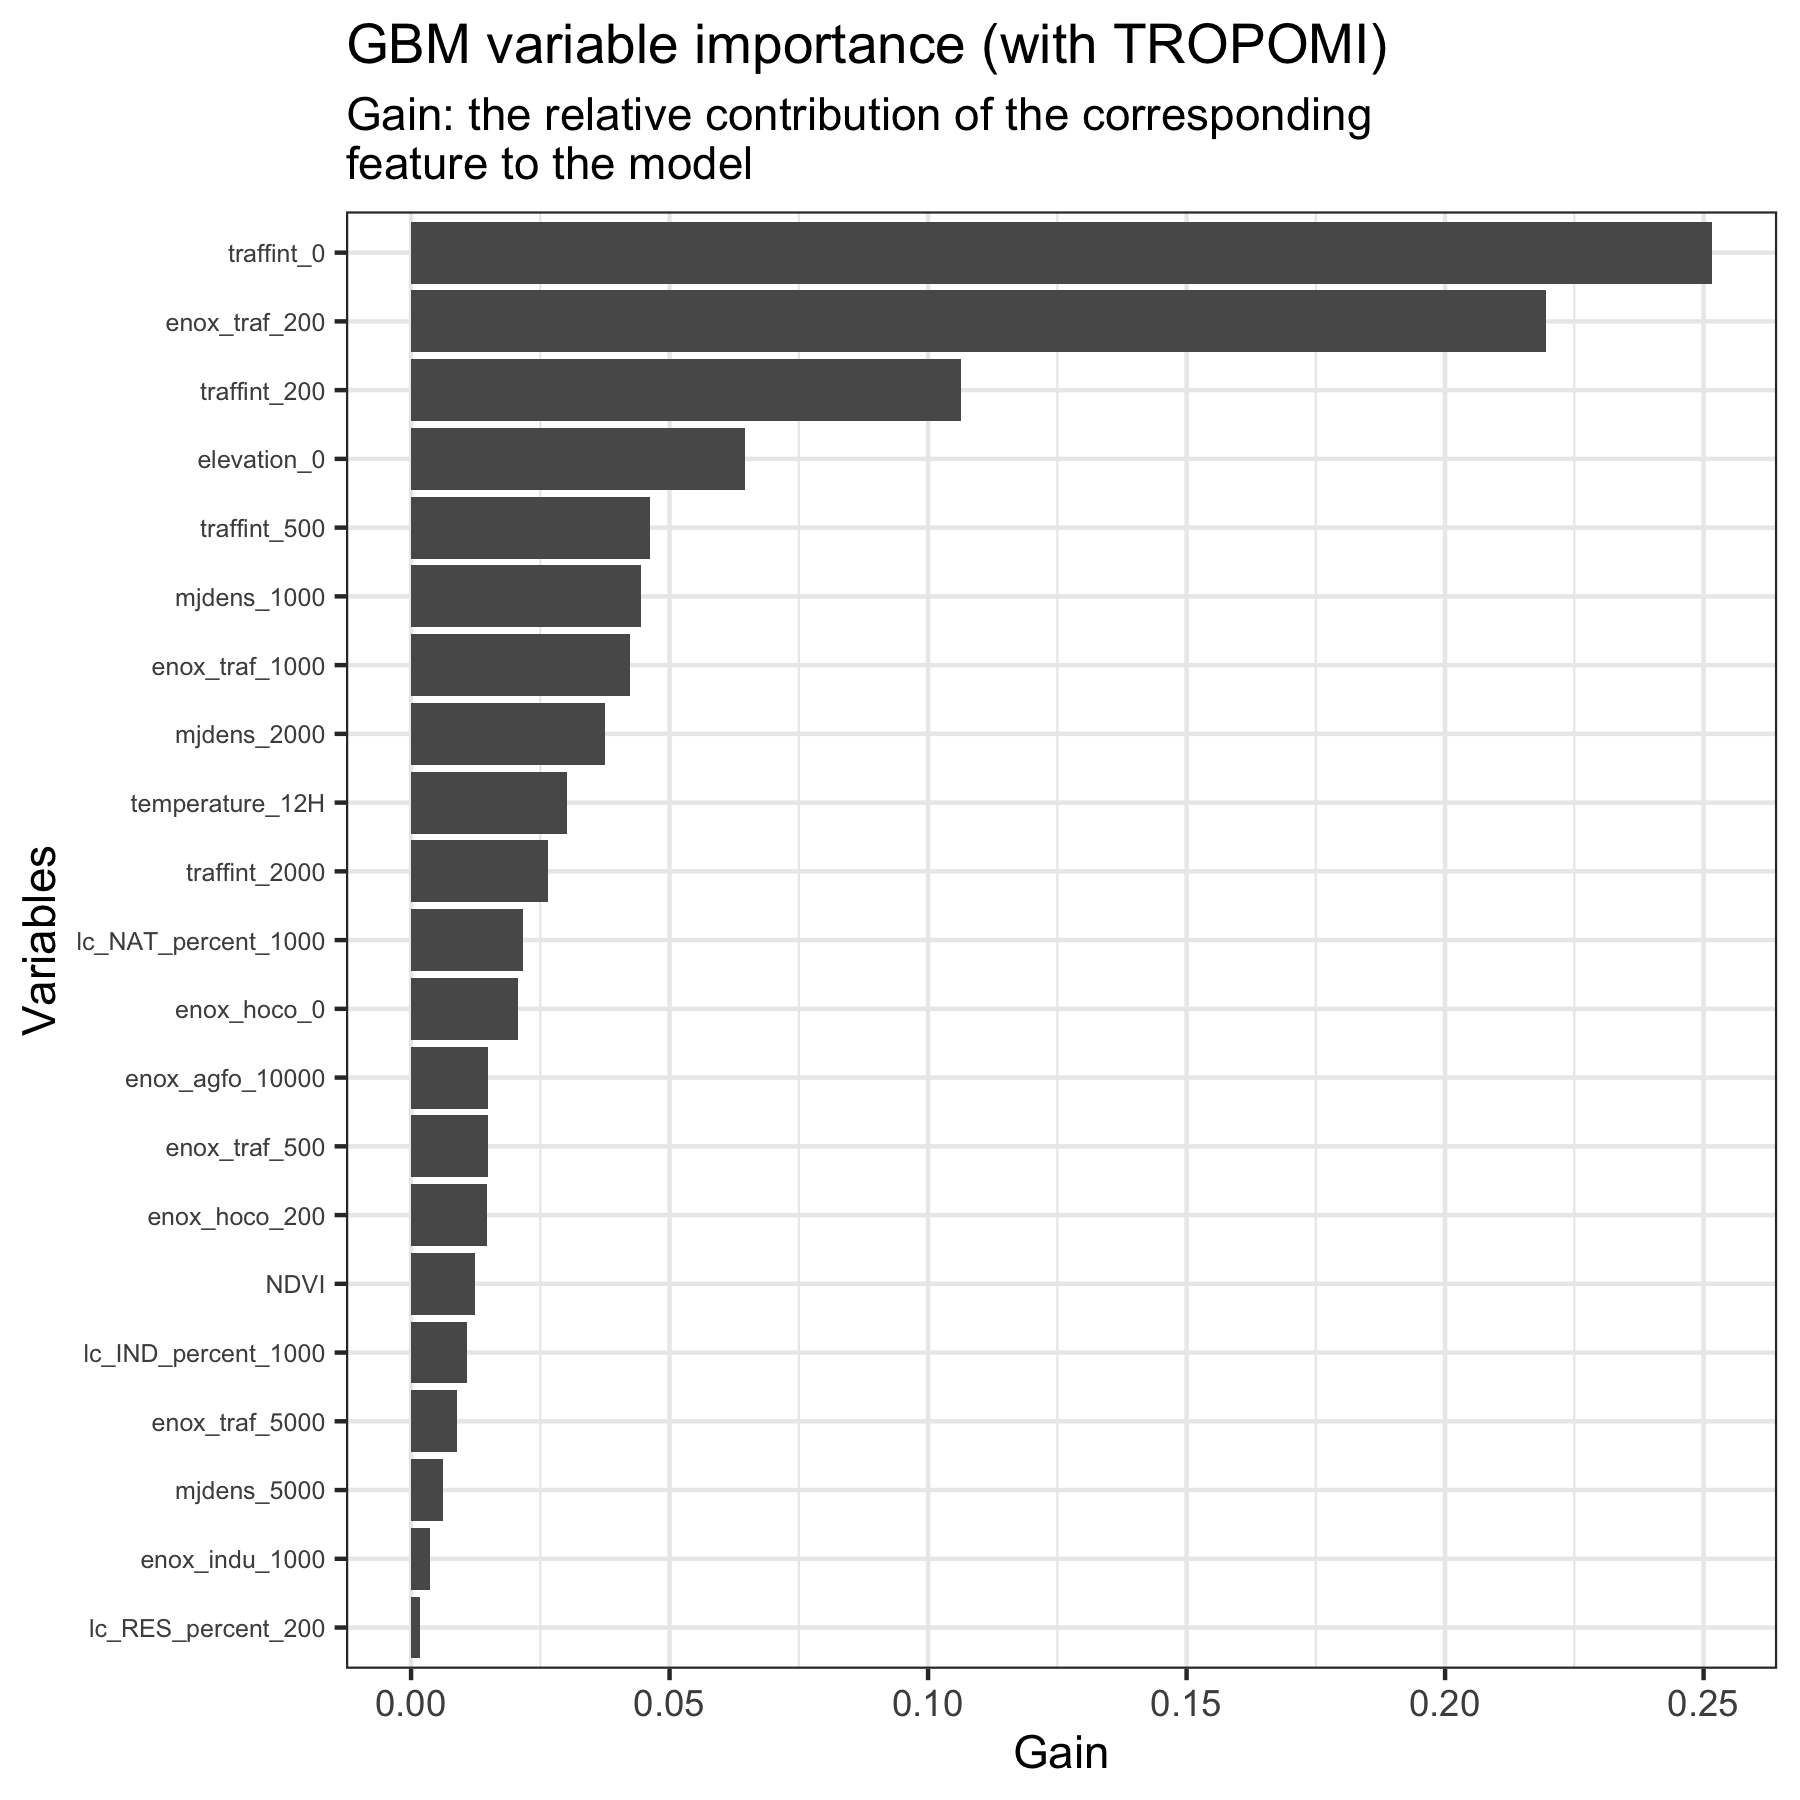 GBM variable importance (with TROPOMI)
Gain: the relative contribution of the corresponding
feature to the model
Variables
traffint_0
enox_traf_200
traffint_200
elevation_0
traffint_500
mjdens_1000
enox_traf_1000
mjdens_2000
temperature_12H
traffint_2000
lc_NAT_percent_1000
enox_hoco_0
enox_agfo_10000
enox_traf_500
enox_hoco_200
NDVI
lc_IND_percent_1000
enox_traf_5000
mjdens_5000
enox_indu_1000
lc_RES_percent_200
0.00 0.05 0.10 0.15 0.20 0.25
Gain